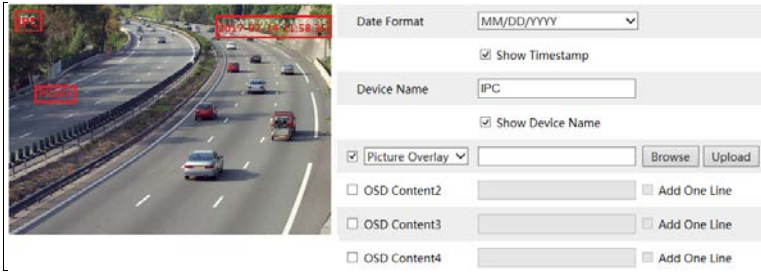 IPC
Date Format MM/DD/YYYY
Show Timestamp
Device Name IPC
Show Device Name
Picture Overlay Browse Upload
OSD Content2 Add One Line
OSD Content3 Add One Line
OSD Content4 Add One Line